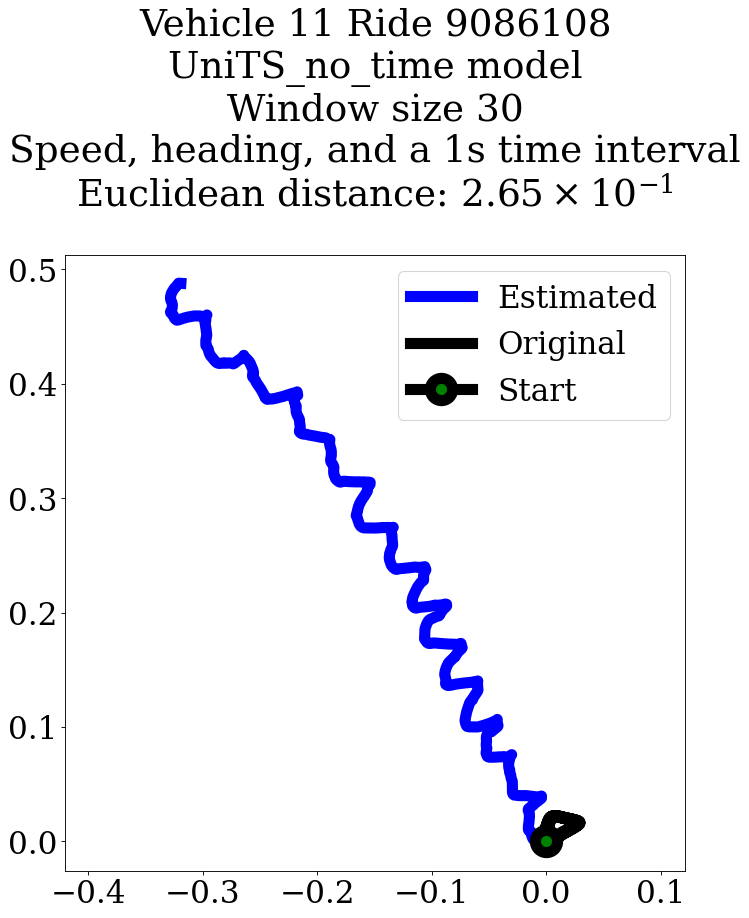 Vehicle 11 Ride 9086108
UniTS_no_time model
Window size 30
Speed, heading, and a 1s time interval
Euclidean distance: 2.65 × 10⁻¹
Estimated
Original
Start
0.5
0.4
0.3
0.2
0.1
0.0
−0.4
−0.3
−0.2
−0.1
0.0
0.1